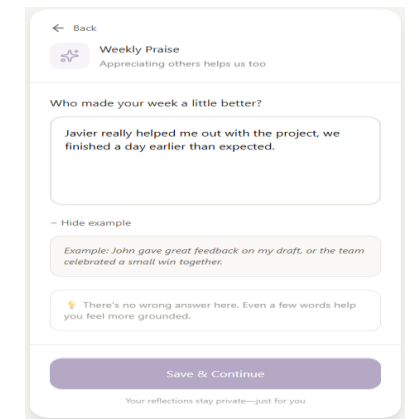 ← Back
Weekly Praise
Appreciating others helps us too
Who made your week a little better?
Javier really helped me out with the project, we
finished a day earlier than expected.
– Hide example
Example: John gave great feedback on my draft, or the team
celebrated a small win together.
💡 There's no wrong answer here. Even a few words help
you feel more grounded.
Save & Continue
Your reflections stay private—just for you